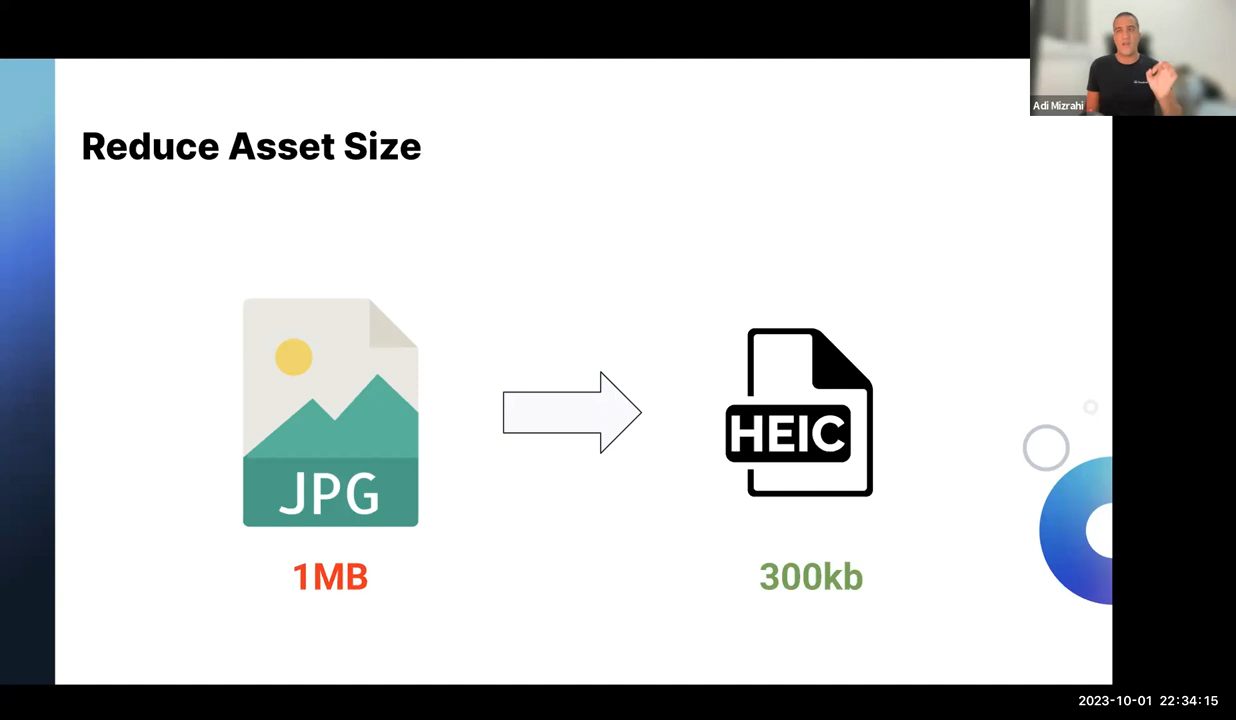 Adi Mizrahi
Reduce Asset Size
JPG
HEIC
1MB
300kb
2023-10-01 22:34:15